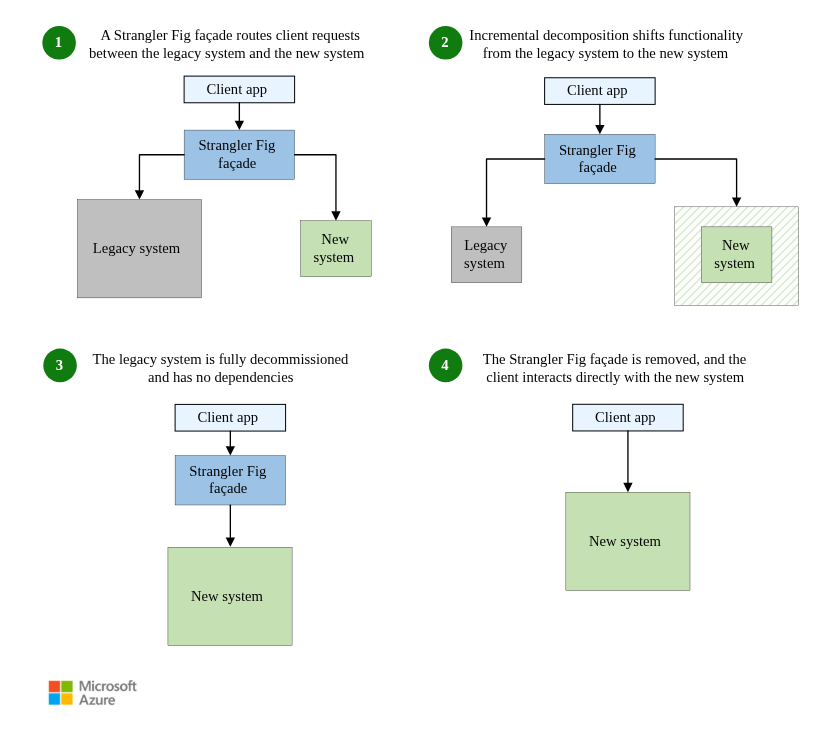 1
A Strangler Fig façade routes client requests
between the legacy system and the new system
Client app
Strangler Fig
façade
Legacy system
New
system
2
Incremental decomposition shifts functionality
from the legacy system to the new system
Client app
Strangler Fig
façade
Legacy
system
New
system
3
The legacy system is fully decommissioned
and has no dependencies
Client app
Strangler Fig
façade
New system
4
The Strangler Fig façade is removed, and the
client interacts directly with the new system
Client app
New system
Microsoft
Azure